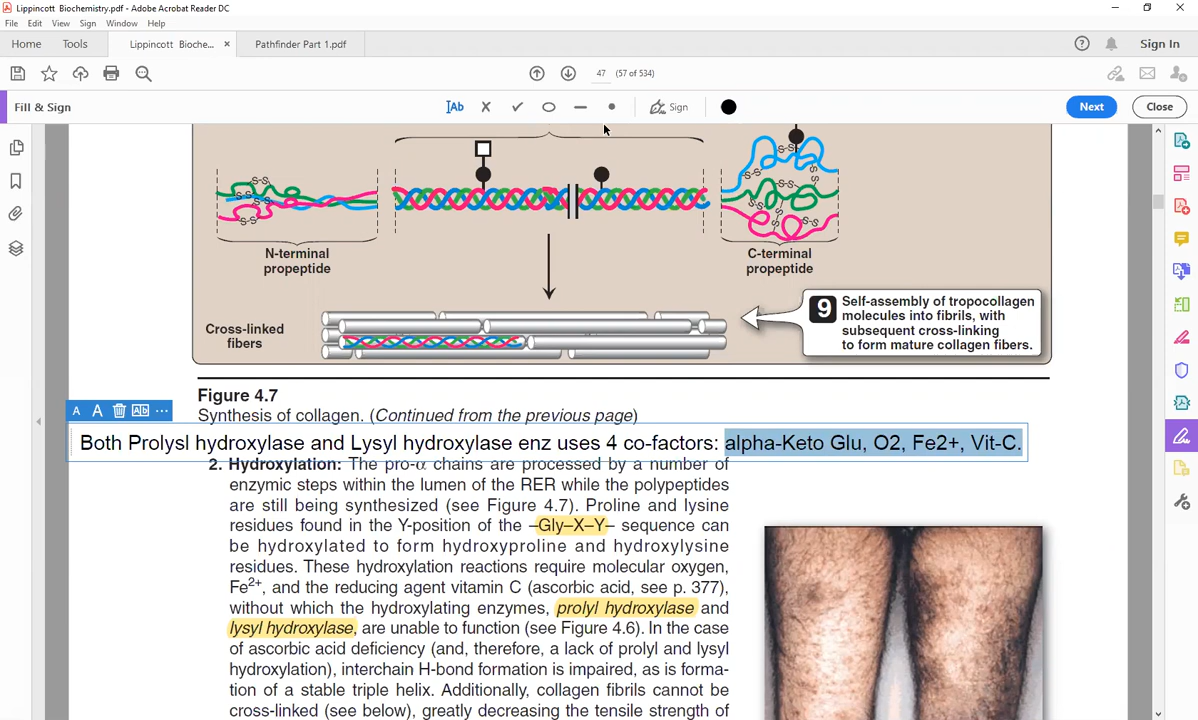 Lippincott Biochemistry.pdf - Adobe Acrobat Reader DC
File Edit View Sign Window Help
Home Tools Lippincott Bioche... × Pathfinder Part 1.pdf ? Sign In
47 (57 of 534)
Fill & Sign Ab Sign Next Close
S-S
S-S
S-S
S-S
S-S
S-S
S-S
S-S
S-S
S-S
N-terminal
propeptide
C-terminal
propeptide
Cross-linked
fibers
9 Self-assembly of tropocollagen
molecules into fibrils, with
subsequent cross-linking
to form mature collagen fibers.
Figure 4.7
Synthesis of collagen. (Continued from the previous page)
A A Ab ...
Both Prolysl hydroxylase and Lysyl hydroxylase enz uses 4 co-factors: alpha-Keto Glu, O2, Fe2+, Vit-C.
2. Hydroxylation: The pro-α chains are processed by a number of
enzymic steps within the lumen of the RER while the polypeptides
are still being synthesized (see Figure 4.7). Proline and lysine
residues found in the Y-position of the –Gly–X–Y– sequence can
be hydroxylated to form hydroxyproline and hydroxylysine
residues. These hydroxylation reactions require molecular oxygen,
Fe2+, and the reducing agent vitamin C (ascorbic acid, see p. 377),
without which the hydroxylating enzymes, prolyl hydroxylase and
lysyl hydroxylase, are unable to function (see Figure 4.6). In the case
of ascorbic acid deficiency (and, therefore, a lack of prolyl and lysyl
hydroxylation), interchain H-bond formation is impaired, as is forma-
tion of a stable triple helix. Additionally, collagen fibrils cannot be
cross-linked (see below), greatly decreasing the tensile strength of